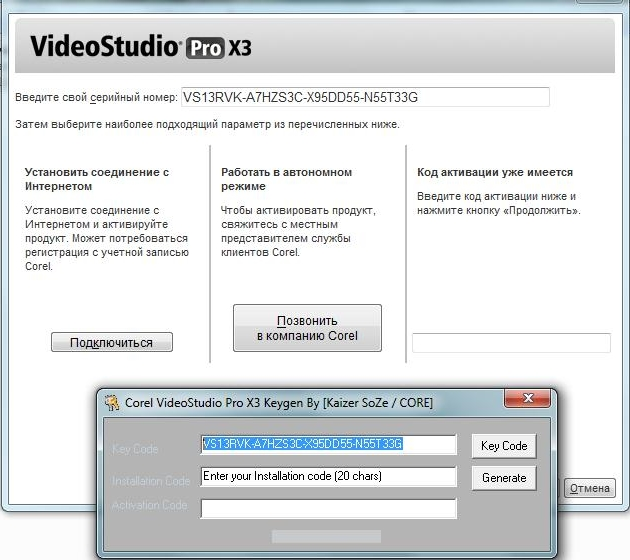 VideoStudio Pro X3
Введите свой серийный номер: VS13RVK-A7HZS3C-X95DD55-N55T33G
Затем выберите наиболее подходящий параметр из перечисленных ниже.
Установить соединение с
Интернетом
Установите соединение с
Интернетом и активируйте
продукт. Может потребоваться
регистрация с учетной записью
Corel.
Подключиться
Работать в автономном
режиме
Чтобы активировать продукт,
свяжитесь с местным
представителем службы
клиентов Corel.
Позвонить
в компанию Corel
Код активации уже имеется
Введите код активации ниже и
нажмите кнопку «Продолжить».
Corel VideoStudio Pro X3 Keygen By [Kaizer SoZe / CORE]
Key Code VS13RVK-A7HZS3C-X95DD55-N55T33G Key Code
Installation Code Enter your Installation code (20 chars) Generate
Activation Code
Отмена